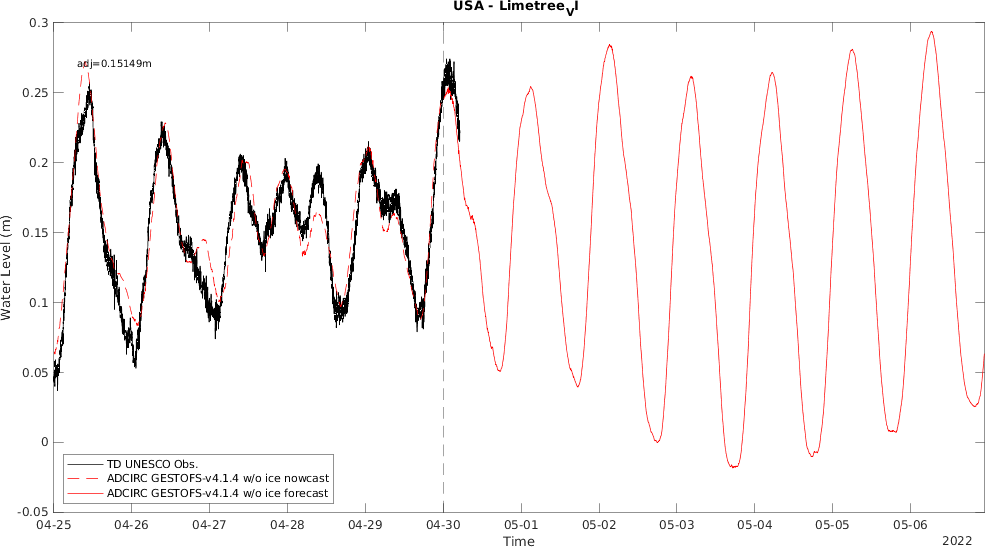 USA - Limetree_VI
adj=0.15149m
0.3
0.25
0.2
0.15
0.1
0.05
0
-0.05
Water Level (m)
TD UNESCO Obs.
ADCIRC GESTOFS-v4.1.4 w/o ice nowcast
ADCIRC GESTOFS-v4.1.4 w/o ice forecast
04-25 04-26 04-27 04-28 04-29 04-30 05-01 05-02 05-03 05-04 05-05 05-06
Time
2022